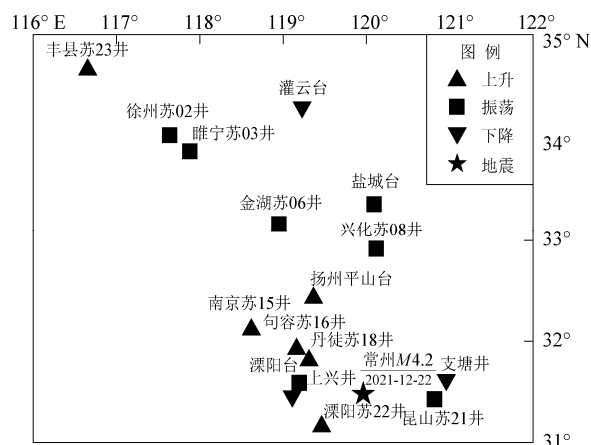 116° E 117° 118° 119° 120° 121° 122°
35° N
34°
33°
32°
31°
图 例
上升
振荡
下降
地震
丰县苏23井
灌云台
徐州苏02井
睢宁苏03井
盐城台
金湖苏06井
兴化苏08井
扬州平山台
南京苏15井
句容苏16井
丹徒苏18井
溧阳台
上兴井
常州M4.2
2021-12-22
支塘井
溧阳苏22井
昆山苏21井